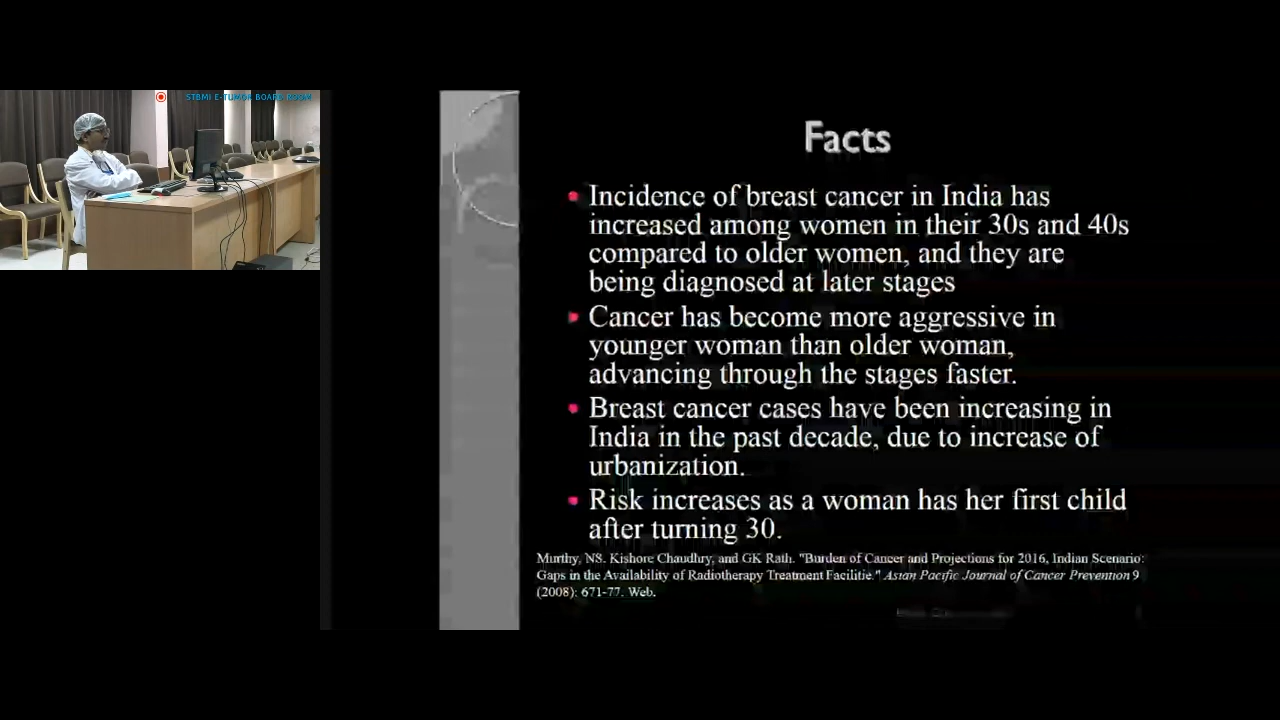 STBMI E-TUMOR BOARD ROOM
Facts
Incidence of breast cancer in India has
increased among women in their 30s and 40s
compared to older women, and they are
being diagnosed at later stages
Cancer has become more aggressive in
younger woman than older woman,
advancing through the stages faster.
Breast cancer cases have been increasing in
India in the past decade, due to increase of
urbanization.
Risk increases as a woman has her first child
after turning 30.
Murthy, NS. Kishore Chaudhry, and GK Rath. "Burden of Cancer and Projections for 2016, Indian Scenario:
Gaps in the Availability of Radiotherapy Treatment Facilitie." Asian Pacific Journal of Cancer Prevention 9
(2008): 671-77. Web.